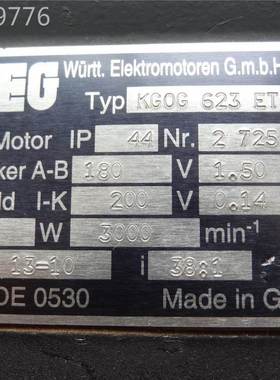 9776
EG Württ. Elektromotoren G.m.b.H
Typ KGOG 623 ET
Motor IP 44 Nr. 2 725
ker A-B 180 V 1.50
ld I-K 200 V 0.14
W 3000 min⁻¹
13-10 i 38:1
DE 0530 Made in G